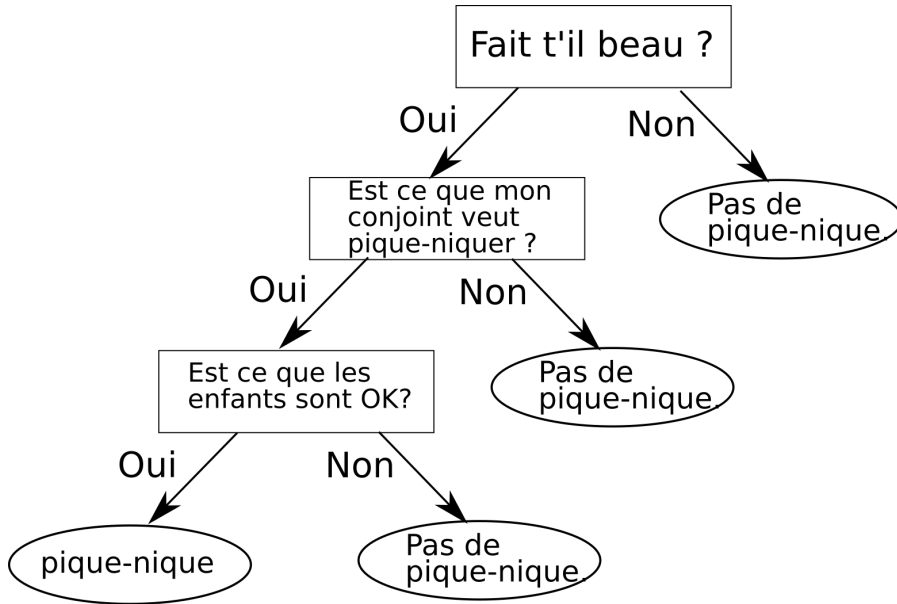 Fait t'il beau ?
Oui
Non
Est ce que mon
conjoint veut
pique-niquer ?
Pas de
pique-nique.
Oui
Non
Est ce que les
enfants sont OK?
Pas de
pique-nique.
Oui
Non
pique-nique
Pas de
pique-nique.